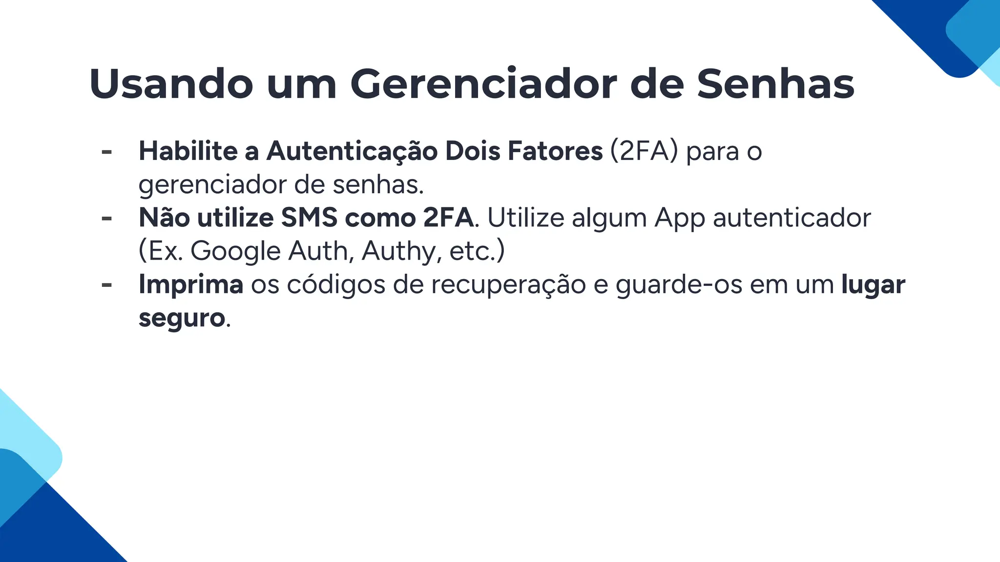 Usando um Gerenciador de Senhas
- Habilite a Autenticação Dois Fatores (2FA) para o
gerenciador de senhas.
- Não utilize SMS como 2FA. Utilize algum App autenticador
(Ex. Google Auth, Authy, etc.)
- Imprima os códigos de recuperação e guarde-os em um lugar
seguro.